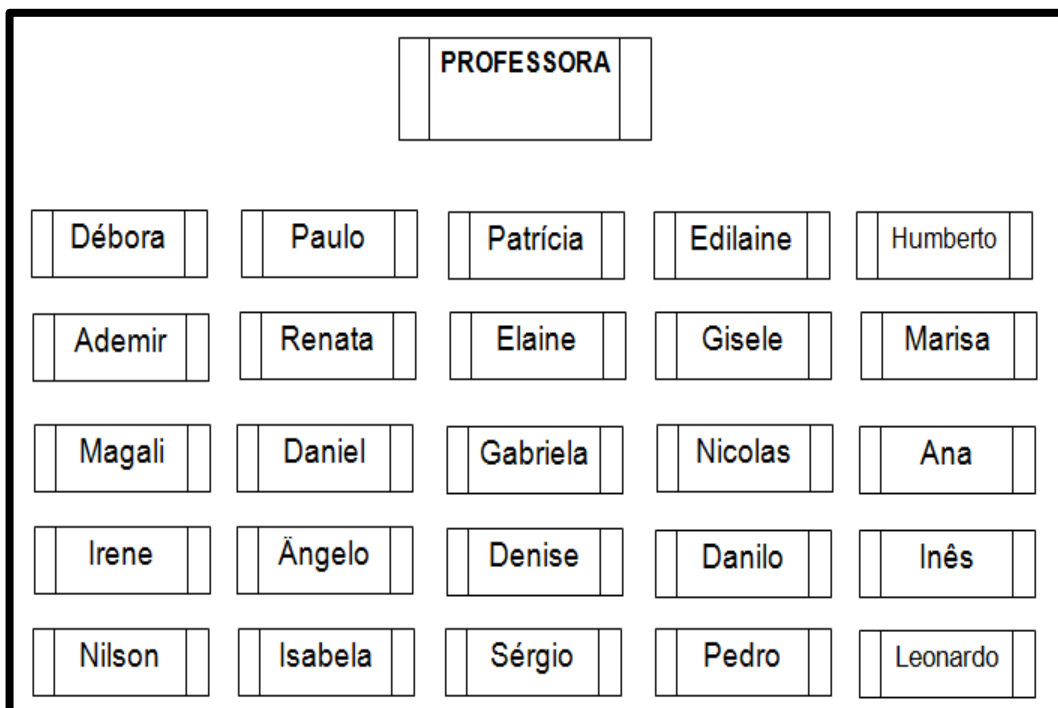 PROFESSORA
Débora Paulo Patrícia Edilaine Humberto
Ademir Renata Elaine Gisele Marisa
Magali Daniel Gabriela Nicolas Ana
Irene Ângelo Denise Danilo Inês
Nilson Isabela Sérgio Pedro Leonardo